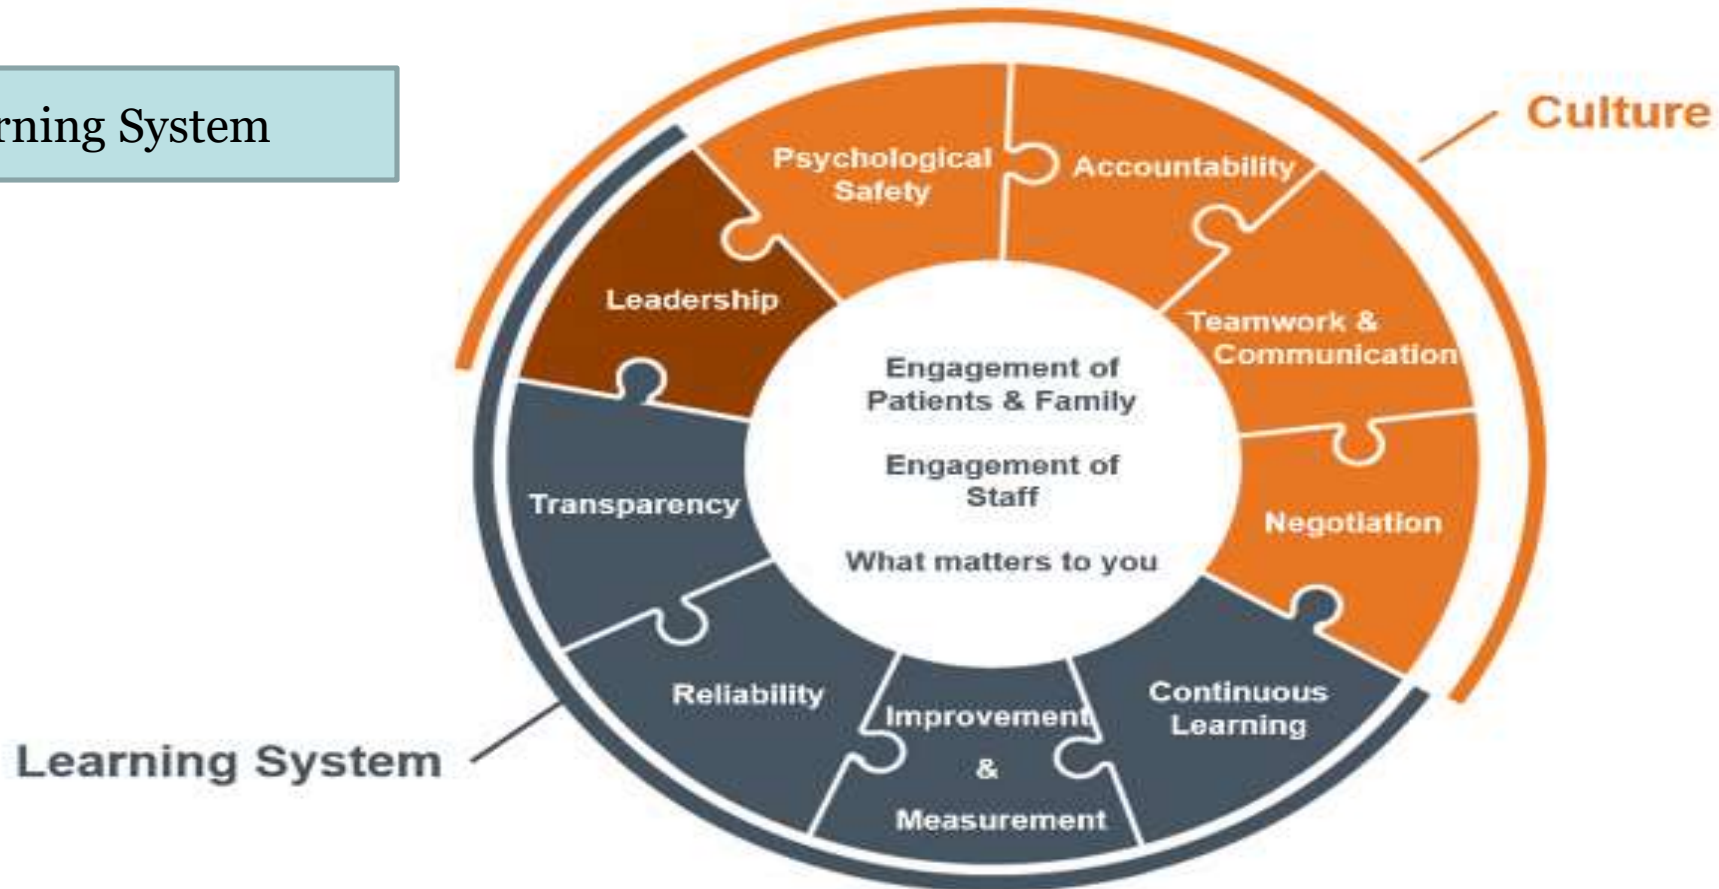 rning System
Culture
Psychological
Safety
Accountability
Leadership
Teamwork &
Communication
Engagement of
Patients & Family
Engagement of
Staff
What matters to you
Transparency
Negotiation
Reliability
Improvement
&
Measurement
Continuous
Learning
Learning System